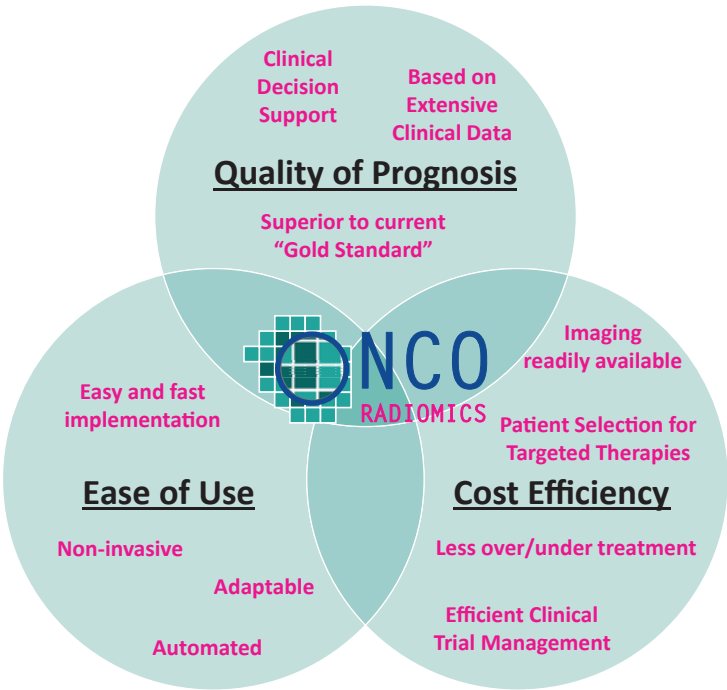 Clinical
Decision
Support
Based on
Extensive
Clinical Data
Quality of Prognosis
Superior to current
“Gold Standard”
ONCO
RADIOMICS
Easy and fast
implementation
Ease of Use
Non-invasive
Adaptable
Automated
Imaging
readily available
Patient Selection for
Targeted Therapies
Cost Efficiency
Less over/under treatment
Efficient Clinical
Trial Management